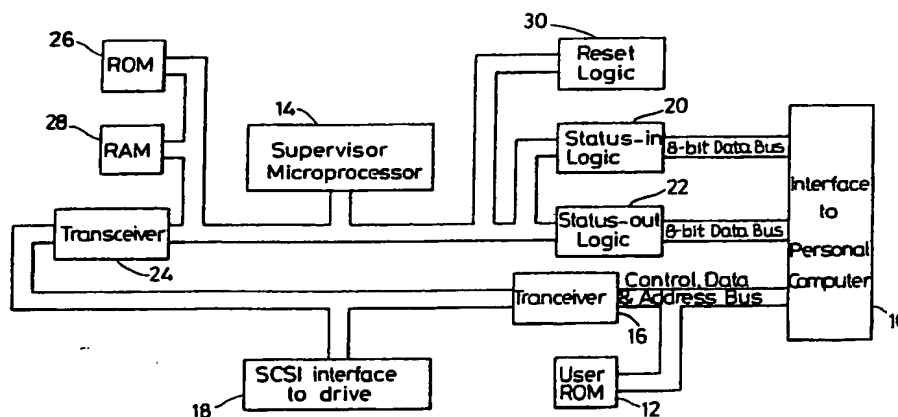 30
26
ROM
Reset
Logic
28
RAM
14
Supervisor
Microprocessor
20
Status-in
Logic
8-bit Data Bus
22
Status-out
Logic
8-bit Data Bus
Interface
to
Personal
Computer
Transceiver
24
Tranceiver
16
Control, Data
& Address Bus
10
SCSI interface
to drive
18
User
ROM
12